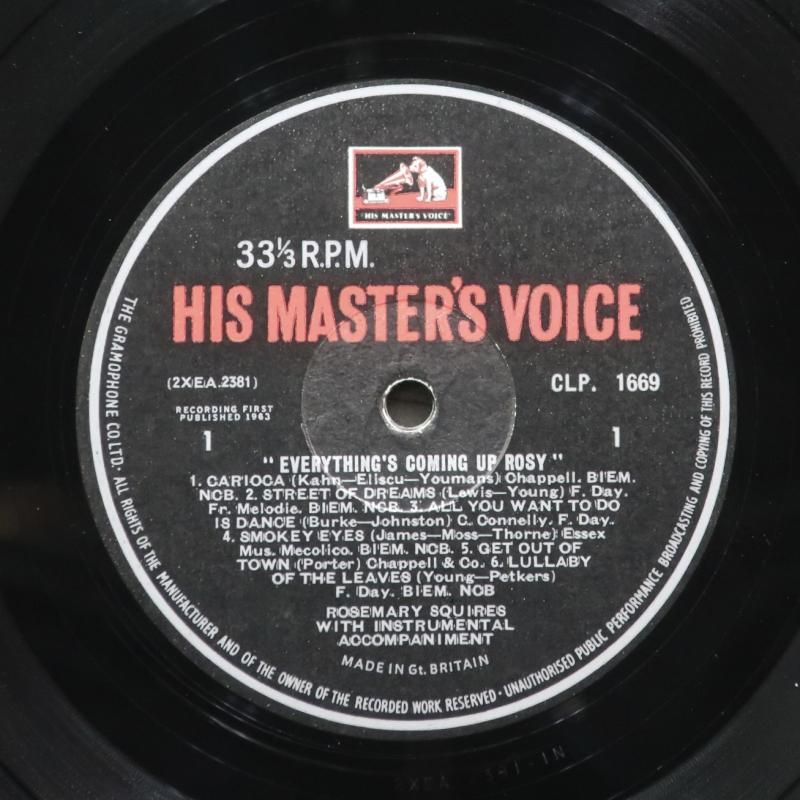 "HIS MASTER'S VOICE"
33⅓ R.P.M.
HIS MASTER'S VOICE
(2XEA.2381)
CLP. 1669
RECORDING FIRST
PUBLISHED 1963
1
1
"EVERYTHING'S COMING UP ROSY"
1. CARIOCA (Kahn—Eliscu—Youmans) Chappell. BIEM.
NCB. 2. STREET OF DREAMS (Lewis—Young) F. Day.
Fr. Melodie. BIEM. NCB. 3. ALL YOU WANT TO DO
IS DANCE (Burke—Johnston) C. Connelly. F. Day.
4. SMOKEY EYES (James—Moss—Thorne) Essex
Mus. Mecolico. BIEM. NCB. 5. GET OUT OF
TOWN (Porter) Chappell & Co. 6. LULLABY
OF THE LEAVES (Young—Petkers)
F. Day. BIEM. NCB
ROSEMARY SQUIRES
WITH INSTRUMENTAL
ACCOMPANIMENT
MADE IN Gt. BRITAIN
THE GRAMOPHONE CO. LTD. · ALL RIGHTS OF THE MANUFACTURER AND OF THE OWNER OF THE RECORDED WORK RESERVED · UNAUTHORISED PUBLIC PERFORMANCE BROADCASTING AND COPYING OF THIS RECORD PROHIBITED